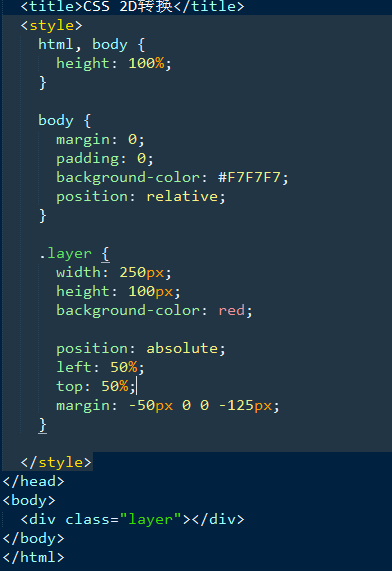 <title>CSS 2D转换</title>
<style>
html, body {
height: 100%;
}
body {
margin: 0;
padding: 0;
background-color: #F7F7F7;
position: relative;
}
.layer {
width: 250px;
height: 100px;
background-color: red;
position: absolute;
left: 50%;
top: 50%;
margin: -50px 0 0 -125px;
}
</style>
</head>
<body>
<div class="layer"></div>
</body>
</html>